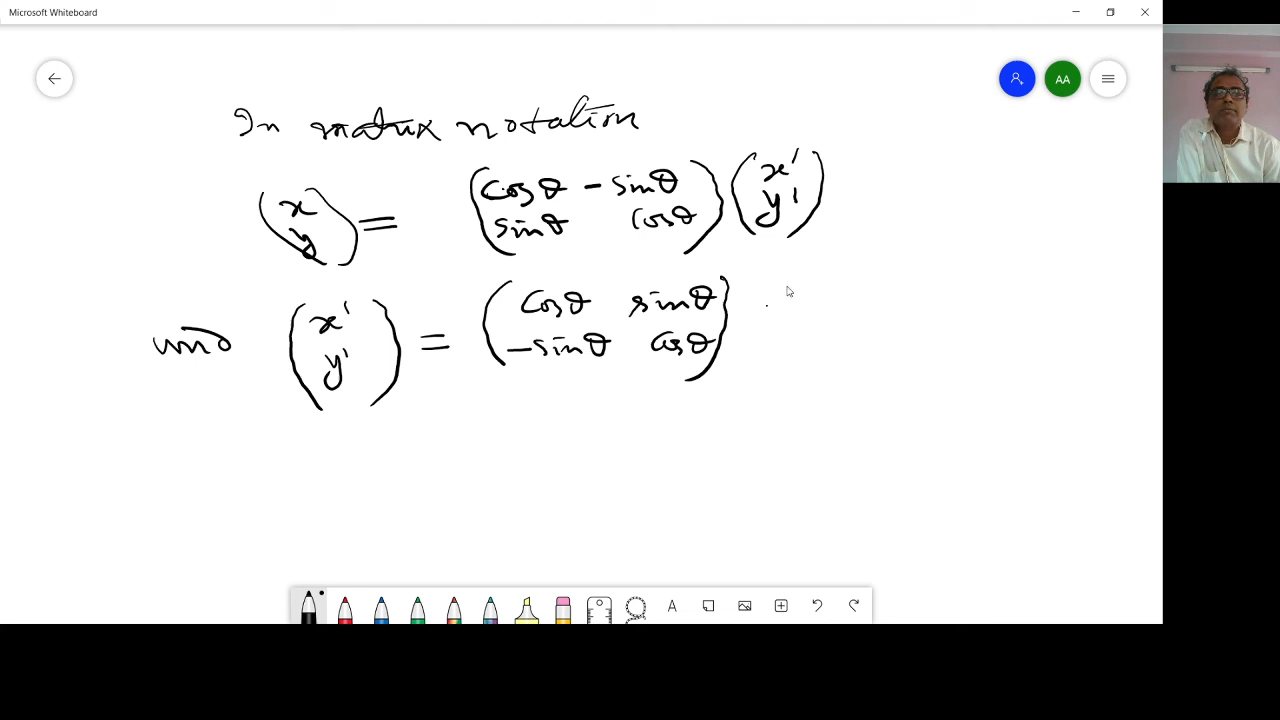 Microsoft Whiteboard
AA
In matrix notation
(x y) = (cosθ −sinθ sinθ cosθ) (x' y')
and (x' y') = (cosθ sinθ −sinθ cosθ)
A